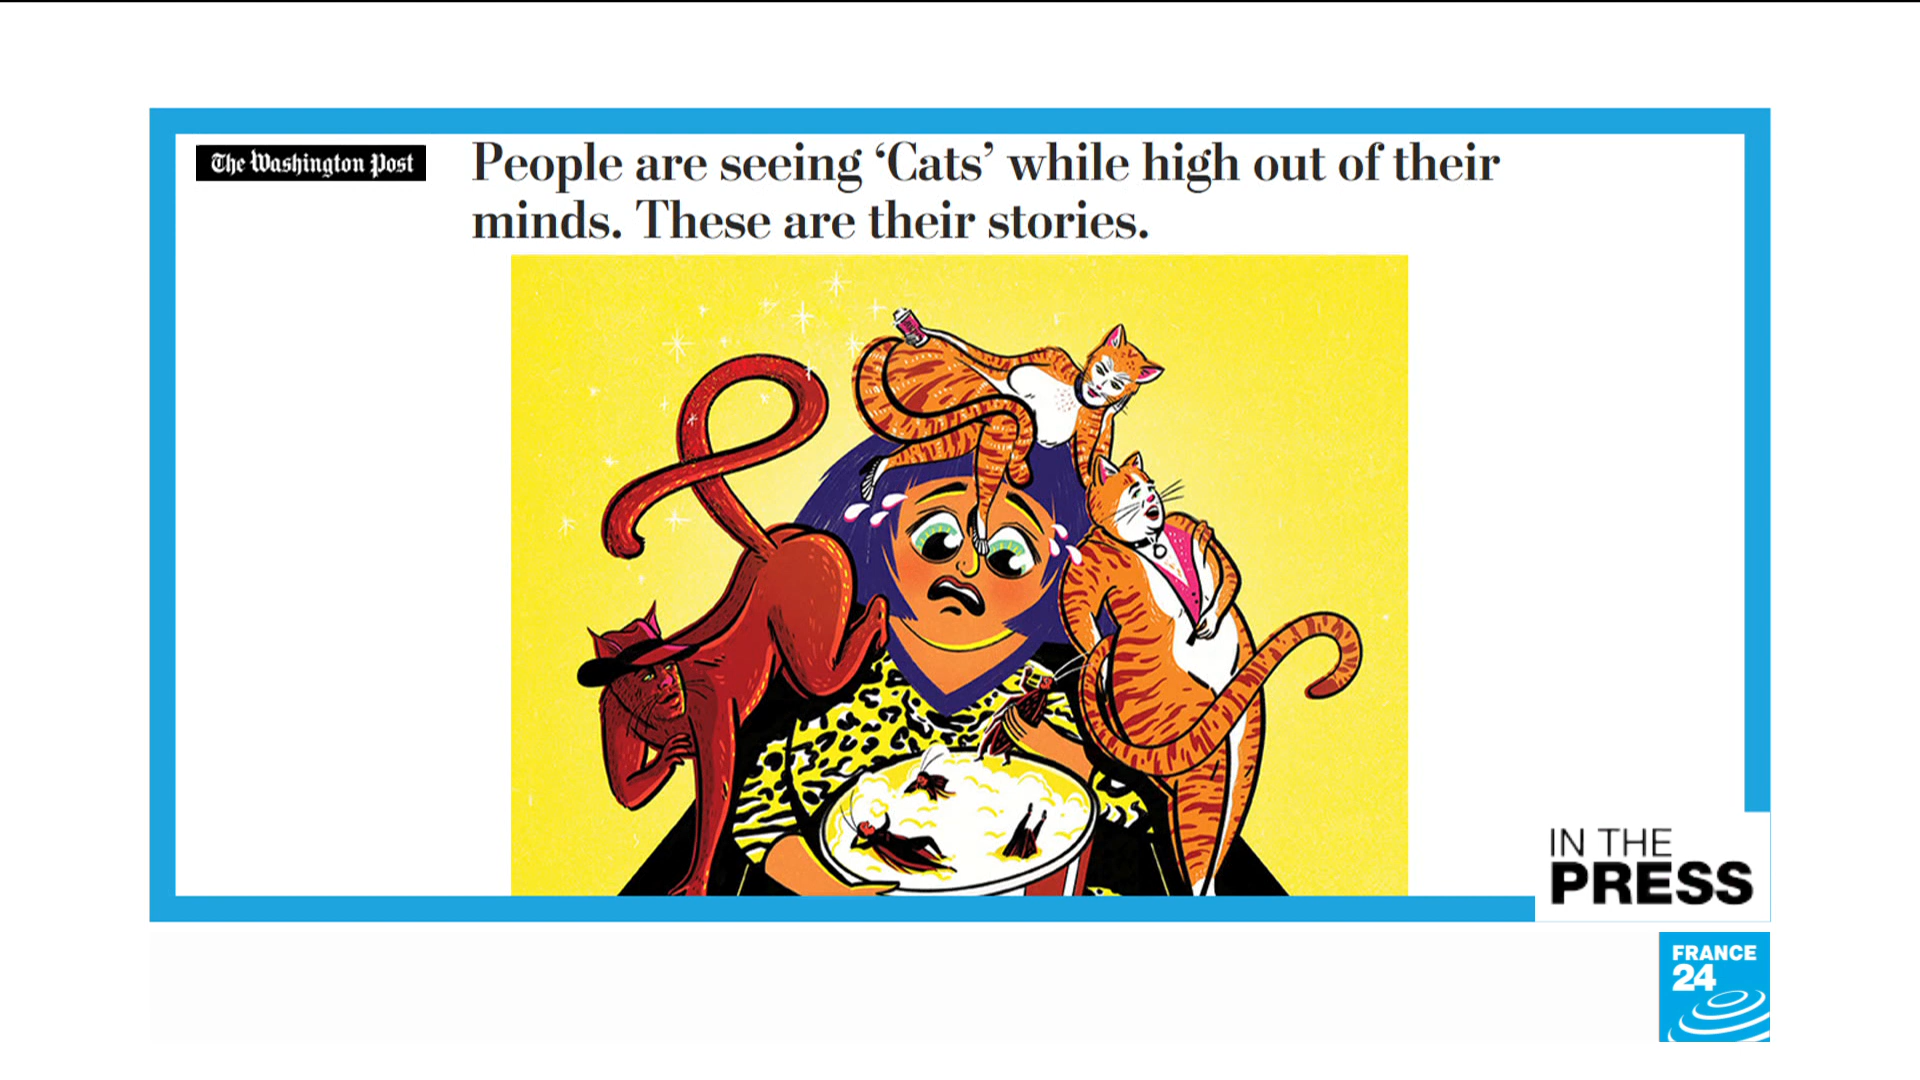 The Washington Post
People are seeing ‘Cats’ while high out of their
minds. These are their stories.
IN THE
PRESS
FRANCE
24